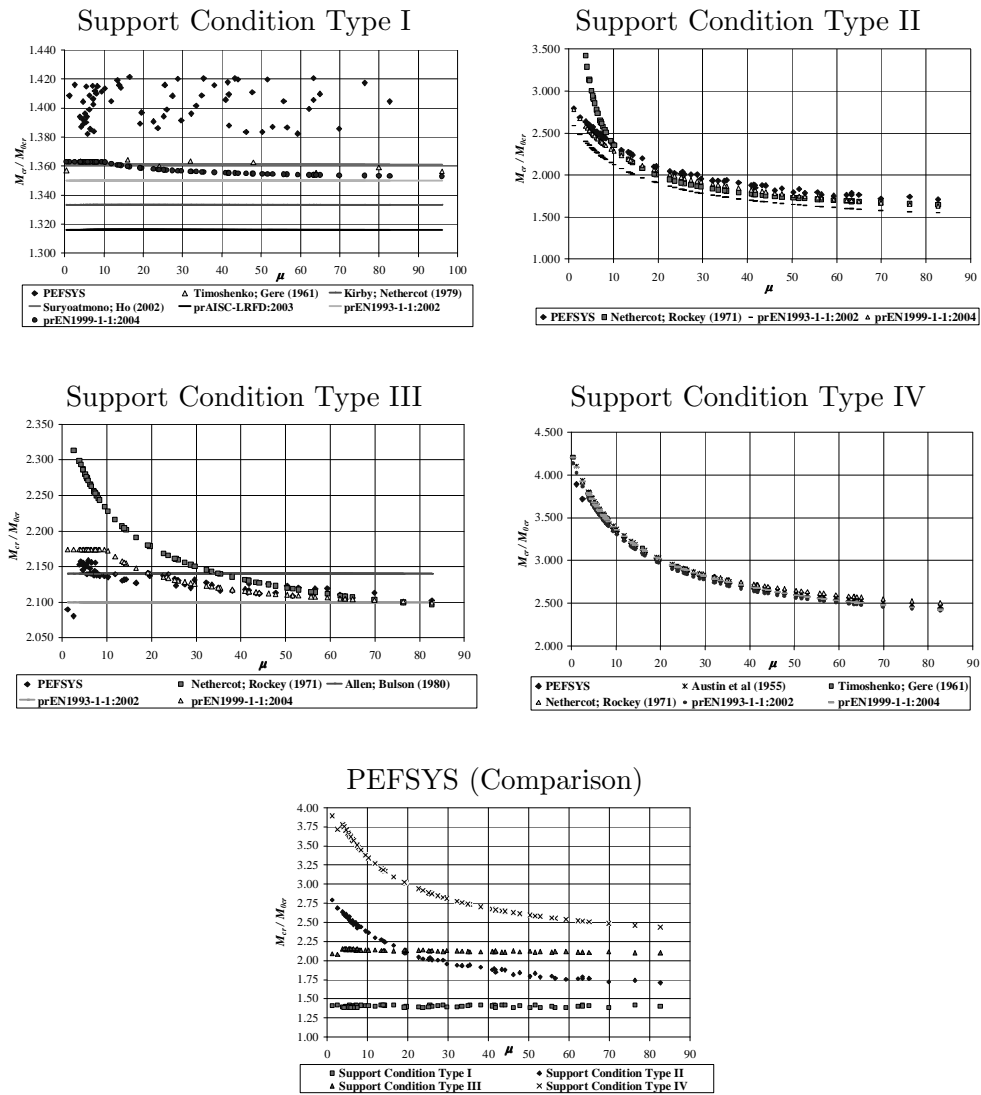 Support Condition Type I
1.440
1.420
1.400
1.380
1.360
1.340
1.320
1.300
M_cr / M_0cr
0 10 20 30 40 50 60 70 80 90 100
μ
PEFSYS Timoshenko; Gere (1961) Kirby; Nethercot (1979)
Suryoatmono; Ho (2002) prAISC-LRFD:2003 prEN1993-1-1:2002
prEN1999-1-1:2004
Support Condition Type II
3.500
3.000
2.500
2.000
1.500
1.000
M_cr / M_0cr
0 10 20 30 40 50 60 70 80 90
μ
PEFSYS Nethercot; Rockey (1971) prEN1993-1-1:2002 prEN1999-1-1:2004
Support Condition Type III
2.350
2.300
2.250
2.200
2.150
2.100
2.050
M_cr / M_0cr
0 10 20 30 40 50 60 70 80 90
μ
PEFSYS Nethercot; Rockey (1971) Allen; Bulson (1980)
prEN1993-1-1:2002 prEN1999-1-1:2004
Support Condition Type IV
4.500
4.000
3.500
3.000
2.500
2.000
M_cr / M_0cr
0 10 20 30 40 50 60 70 80 90
μ
PEFSYS Austin et al (1955) Timoshenko; Gere (1961)
Nethercot; Rockey (1971) prEN1993-1-1:2002 prEN1999-1-1:2004
PEFSYS (Comparison)
4.00
3.75
3.50
3.25
3.00
2.75
2.50
2.25
2.00
1.75
1.50
1.25
1.00
M_cr / M_0cr
0 10 20 30 40 50 60 70 80 90
μ
Support Condition Type I Support Condition Type II
Support Condition Type III Support Condition Type IV